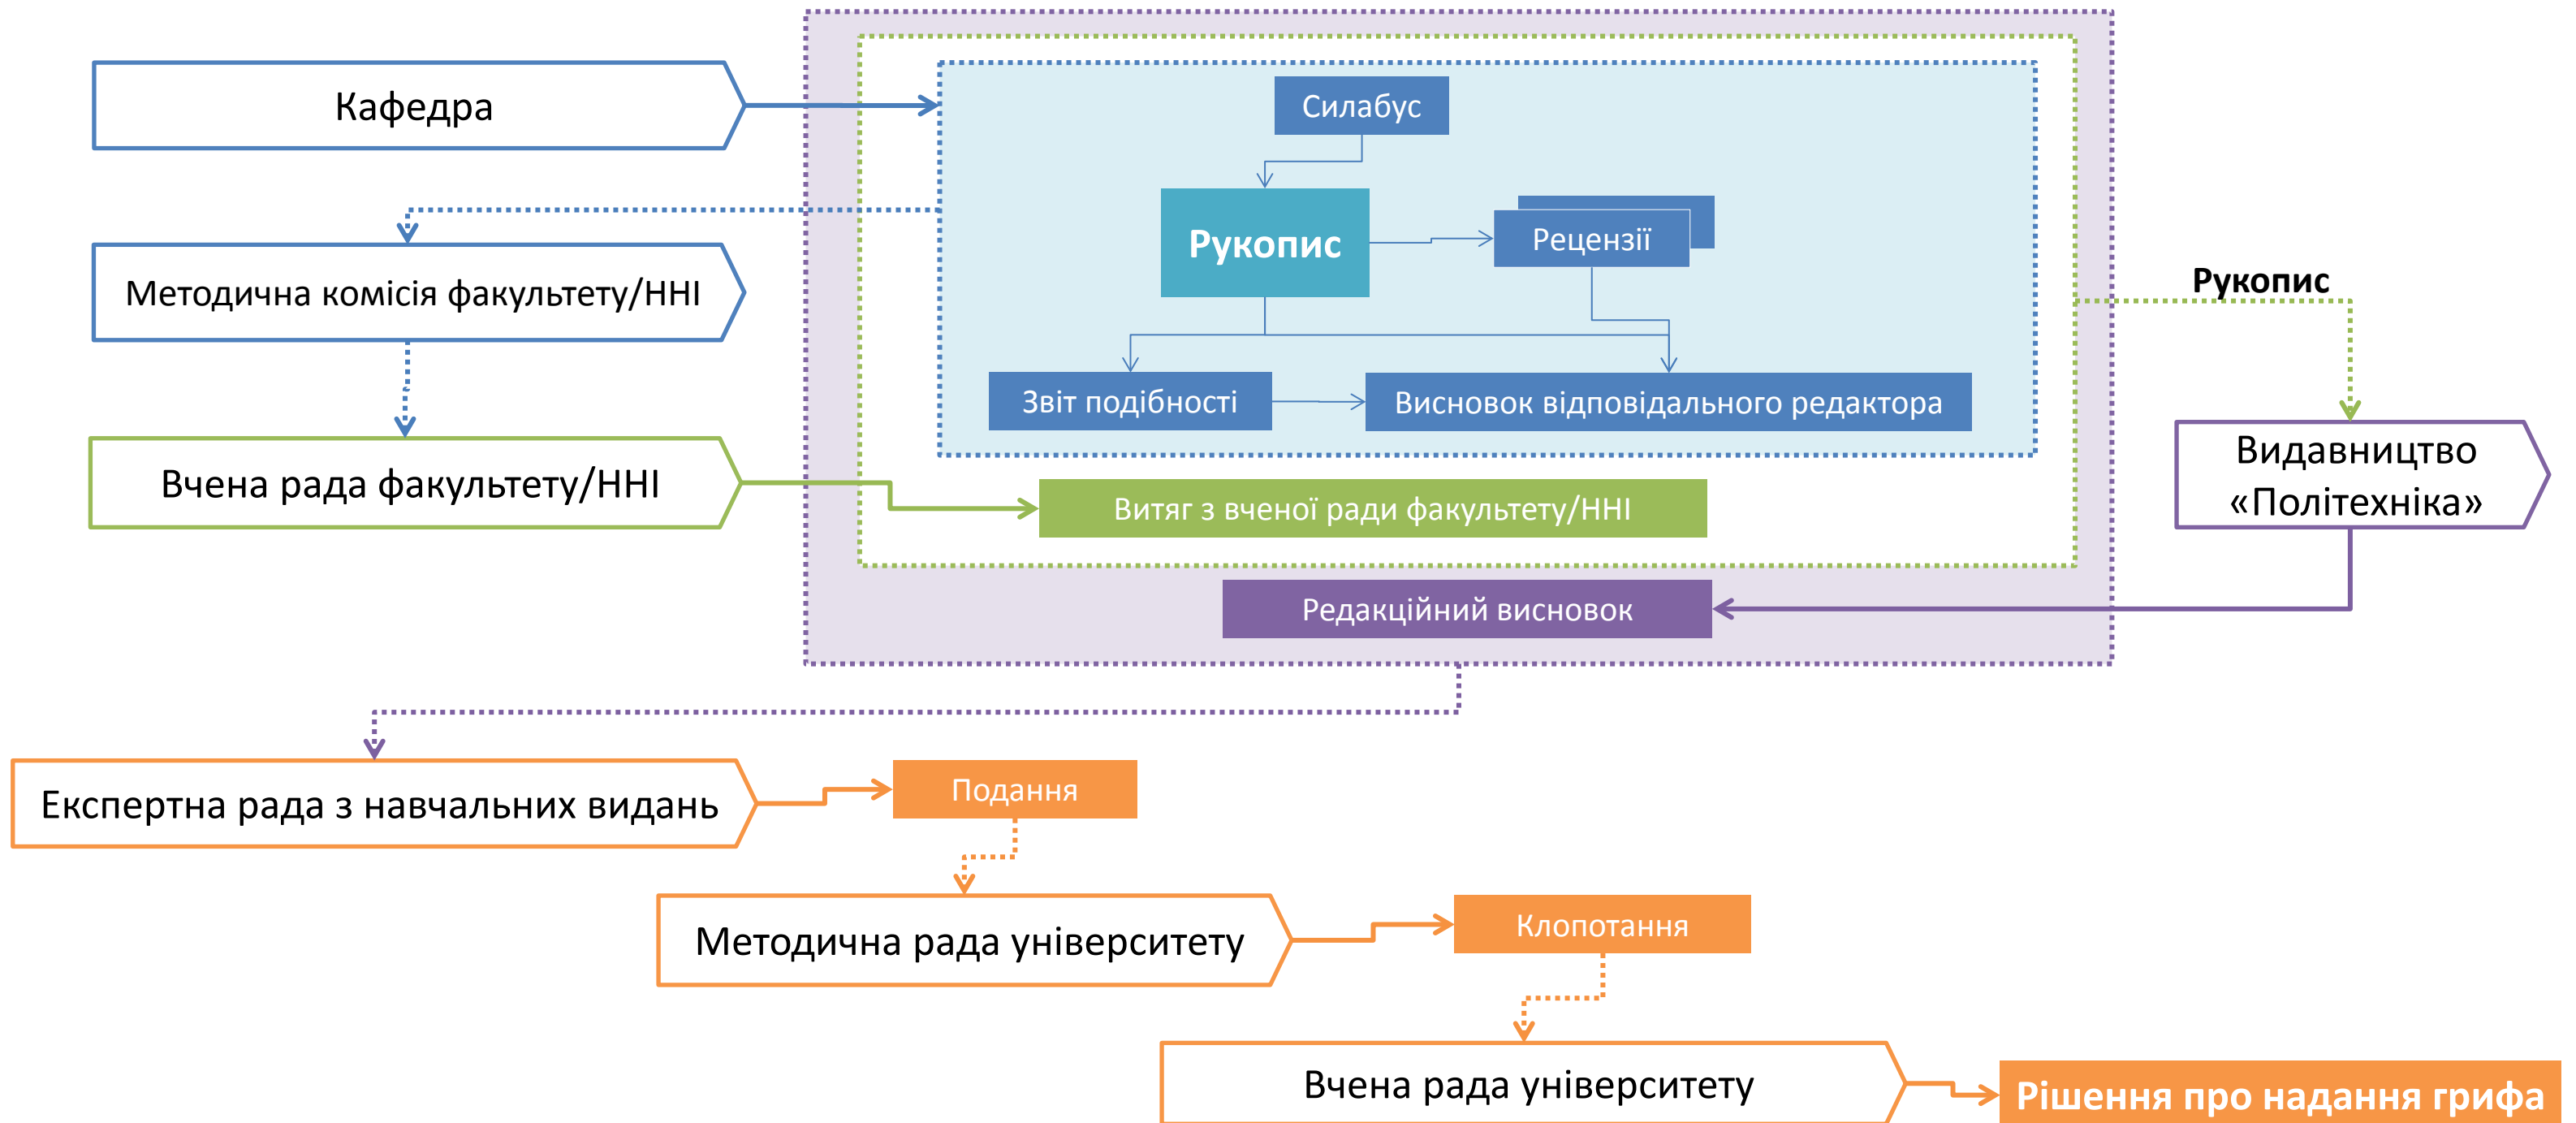 Кафедра
Силабус
Рукопис
Рецензії
Методична комісія факультету/ННІ
Рукопис
Звіт подібності
Висновок відповідального редактора
Вчена рада факультету/ННІ
Витяг з вченої ради факультету/ННІ
Видавництво
«Політехніка»
Редакційний висновок
Експертна рада з навчальних видань
Подання
Методична рада університету
Клопотання
Вчена рада університету
Рішення про надання грифа